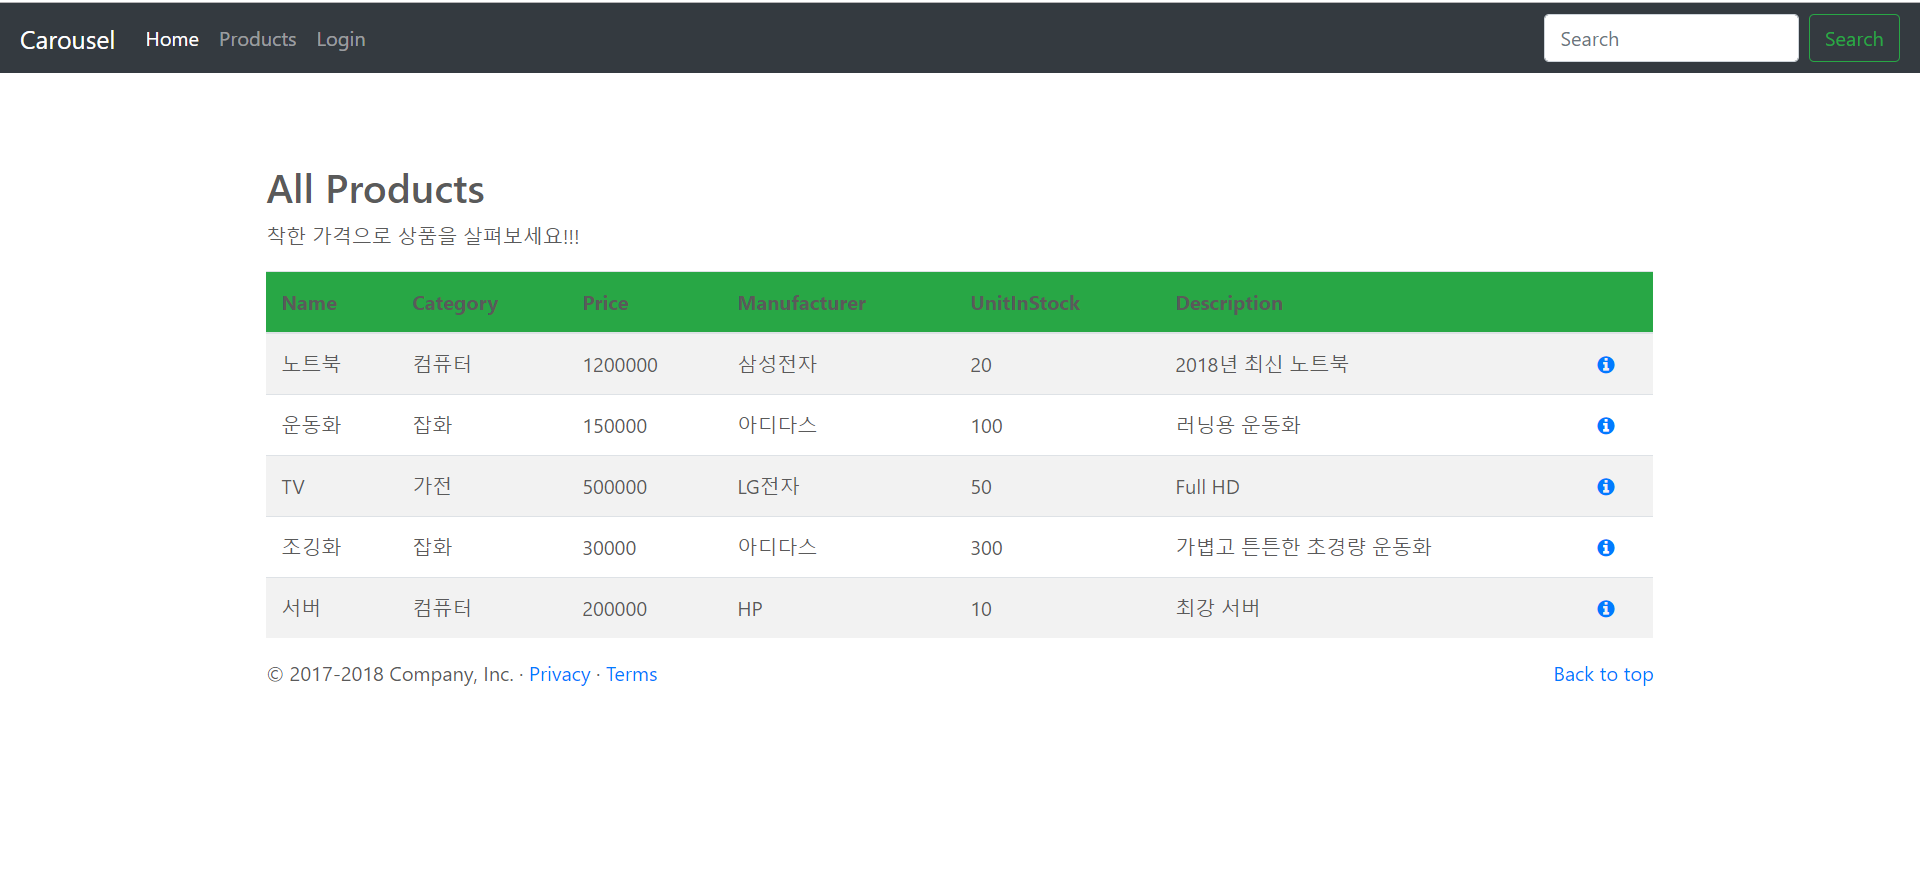 Carousel Home Products Login Search Search
All Products
착한 가격으로 상품을 살펴보세요!!!
Name Category Price Manufacturer UnitInStock Description
노트북 컴퓨터 1200000 삼성전자 20 2018년 최신 노트북
운동화 잡화 150000 아디다스 100 러닝용 운동화
TV 가전 500000 LG전자 50 Full HD
조깅화 잡화 30000 아디다스 300 가볍고 튼튼한 초경량 운동화
서버 컴퓨터 200000 HP 10 최강 서버
© 2017-2018 Company, Inc. · Privacy · Terms Back to top